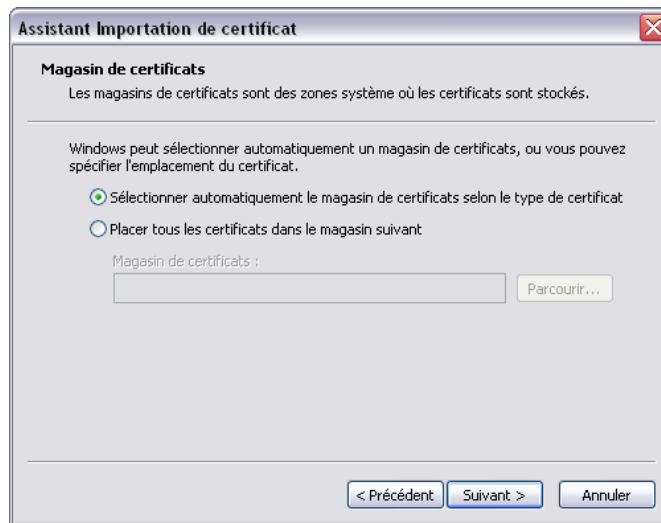 Assistant Importation de certificat
Magasin de certificats
Les magasins de certificats sont des zones système où les certificats sont stockés.
Windows peut sélectionner automatiquement un magasin de certificats, ou vous pouvez
spécifier l'emplacement du certificat.
Sélectionner automatiquement le magasin de certificats selon le type de certificat
Placer tous les certificats dans le magasin suivant
Magasin de certificats :
Parcourir...
< Précédent Suivant > Annuler